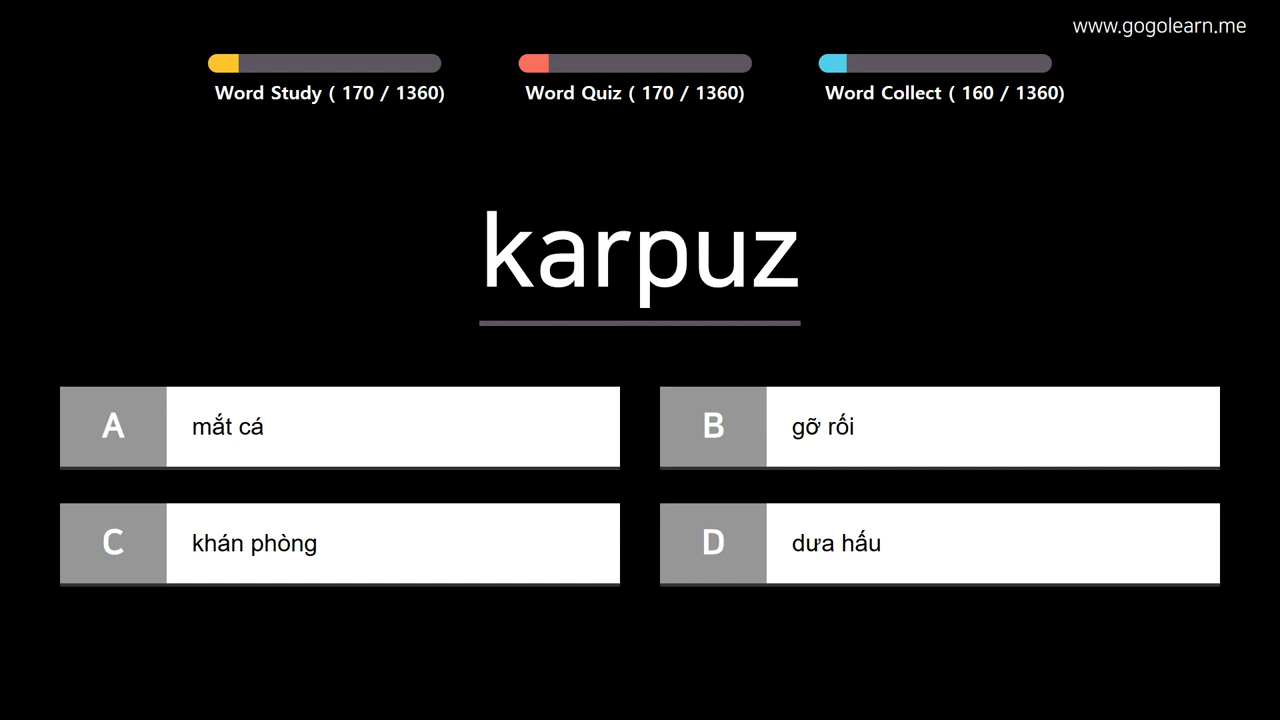 www.gogolearn.me
Word Study ( 170 / 1360)
Word Quiz ( 170 / 1360)
Word Collect ( 160 / 1360)
karpuz
A mắt cá
B gỡ rối
C khán phòng
D dưa hấu